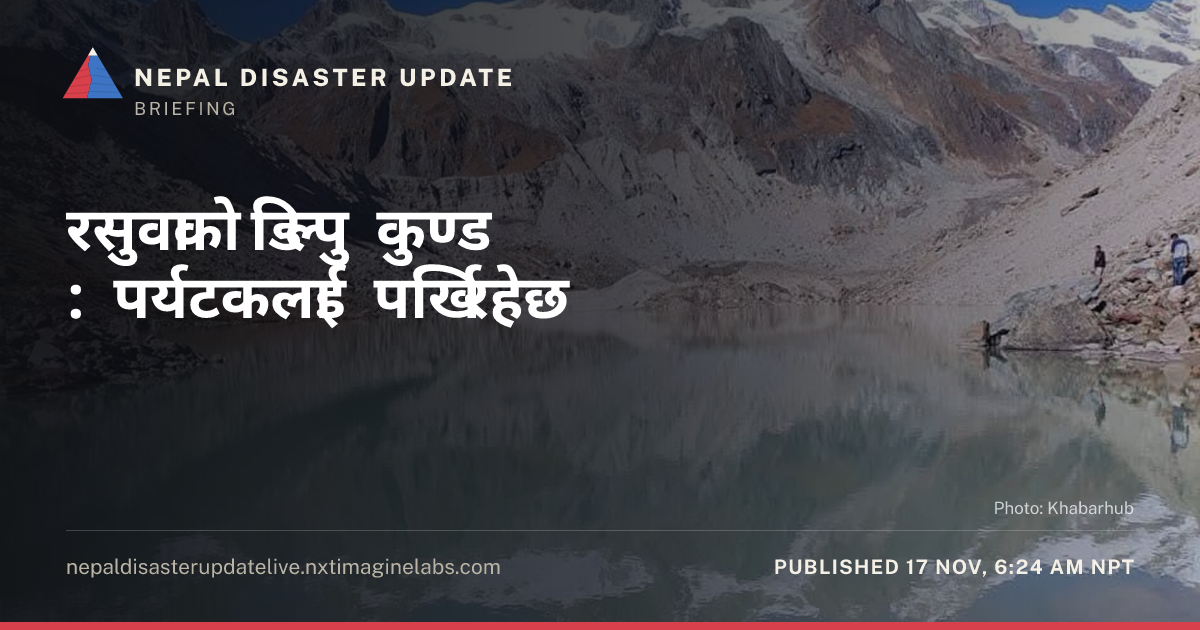 NEPAL DISASTER UPDATE
BRIEFING
रसुवाको डिल्पु कुण्ड
: पर्यटकलाई पर्खिरहेछ
Photo: Khabarhub
nepaldisasterupdatelive.nxtimaginelabs.com
PUBLISHED 17 NOV, 6:24 AM NPT